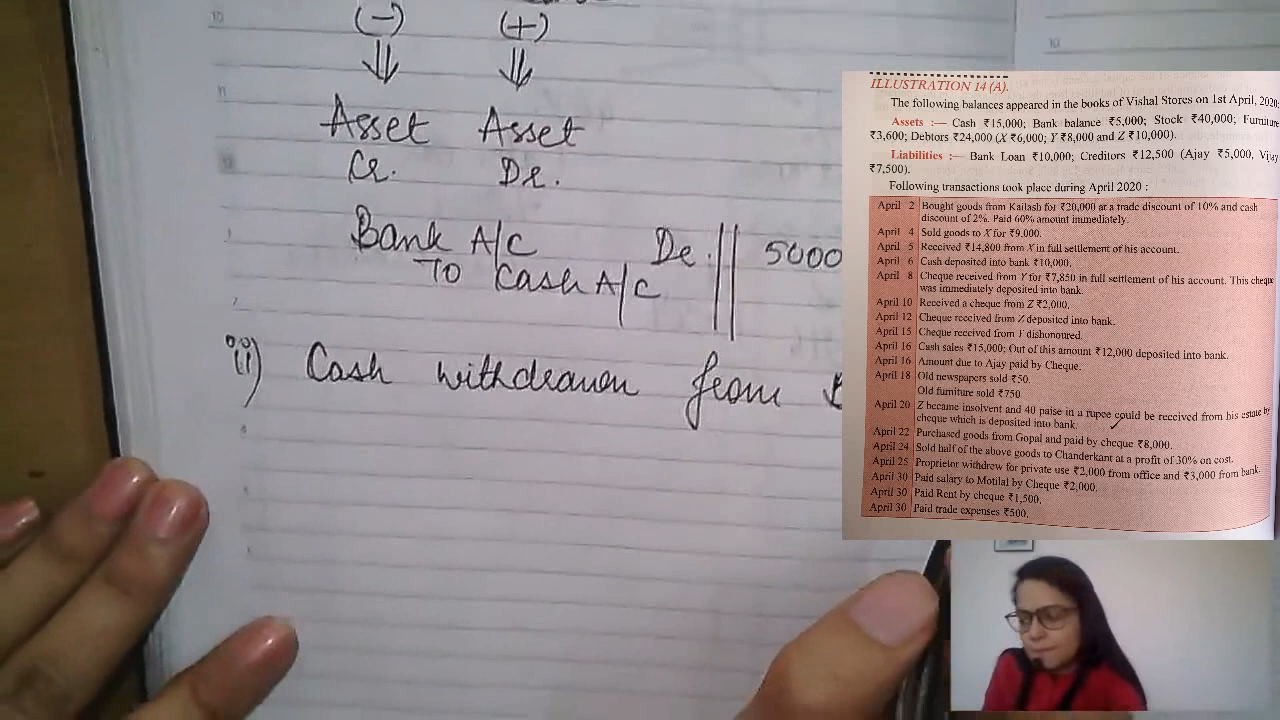 (-) (+)
Asset Asset
Cr. Dr.
Bank A/C Dr. 5000
To Cash A/C
ii) Cash withdrawn from
ILLUSTRATION 14 (A).
The following balances appeared in the books of Vishal Stores on 1st April, 2020
Assets :— Cash ₹15,000; Bank balance ₹5,000; Stock ₹40,000; Furniture
₹3,600; Debtors ₹24,000 (X ₹6,000; Y ₹8,000 and Z ₹10,000).
Liabilities :— Bank Loan ₹10,000; Creditors ₹12,500 (Ajay ₹5,000, Vijay
₹7,500).
Following transactions took place during April 2020 :
April 2 Bought goods from Kailash for ₹20,000 at a trade discount of 10% and cash
discount of 2%. Paid 60% amount immediately.
April 4 Sold goods to X for ₹9,000.
April 5 Received ₹14,800 from X in full settlement of his account.
April 6 Cash deposited into bank ₹10,000.
April 8 Cheque received from Y for ₹7,850 in full settlement of his account. This cheque
was immediately deposited into bank.
April 10 Received a cheque from Z ₹2,000.
April 12 Cheque received from Z deposited into bank.
April 15 Cheque received from Y dishonoured.
April 16 Cash sales ₹15,000; Out of this amount ₹12,000 deposited into bank.
April 16 Amount due to Ajay paid by Cheque.
April 18 Old newspapers sold ₹50.
Old furniture sold ₹750
April 20 Z became insolvent and 40 paise in a rupee could be received from his estate by
cheque which is deposited into bank.
April 22 Purchased goods from Gopal and paid by cheque ₹8,000.
April 24 Sold half of the above goods to Chanderkant at a profit of 30% on cost.
April 25 Proprietor withdrew for private use ₹2,000 from office and ₹3,000 from bank.
April 30 Paid salary to Motilal by Cheque ₹2,000.
April 30 Paid Rent by cheque ₹1,500.
April 30 Paid trade expenses ₹500.